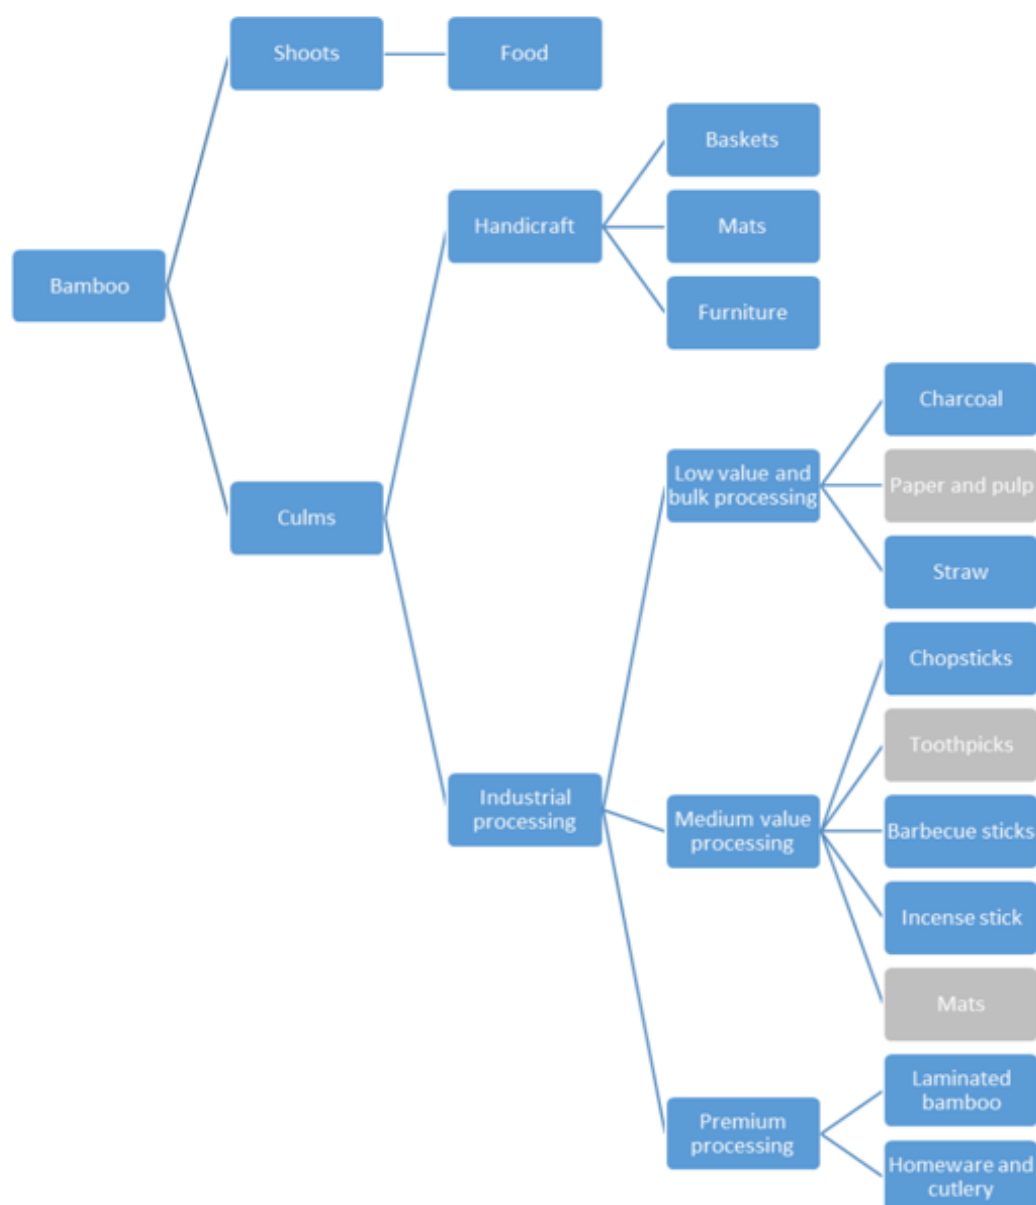 Shoots
Food
Baskets
Handicraft
Mats
Bamboo
Furniture
Charcoal
Low value and
bulk processing
Paper and pulp
Culms
Straw
Chopsticks
Toothpicks
Industrial
processing
Medium value
processing
Barbecue sticks
Incense stick
Mats
Laminated
bamboo
Premium
processing
Homeware and
cutlery